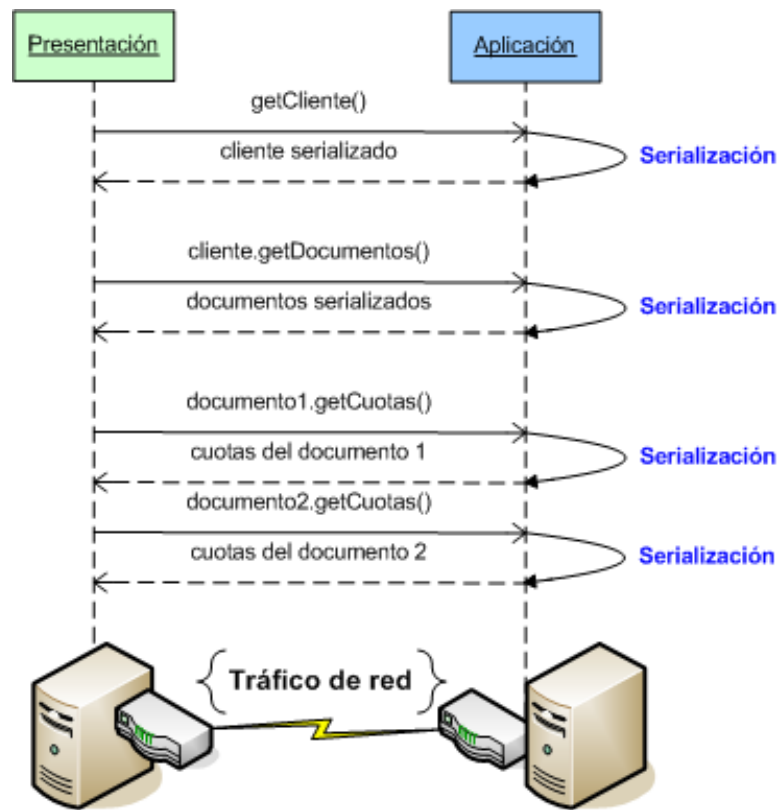 Presentación
Aplicación
getCliente()
cliente serializado
Serialización
cliente.getDocumentos()
documentos serializados
Serialización
documento1.getCuotas()
cuotas del documento 1
Serialización
documento2.getCuotas()
cuotas del documento 2
Serialización
{ Tráfico de red }